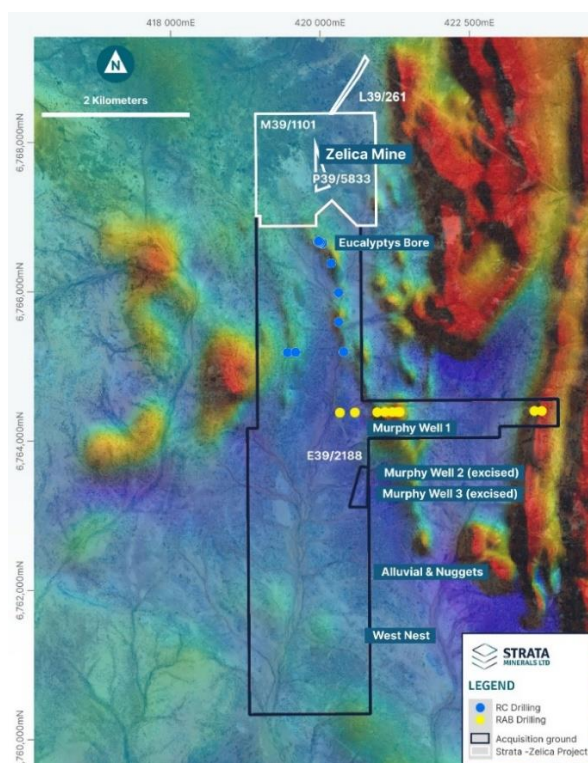 418 000mE
420 000mE
422 500mE
N
2 Kilometers
L39/261
M39/1101
6,768,000mN
Zelica Mine
P39/5833
Eucalyptys Bore
6,766,000mN
Murphy Well 1
6,764,000mN
E39/2188
Murphy Well 2 (excised)
Murphy Well 3 (excised)
Alluvial & Nuggets
6,762,000mN
West Nest
STRATA
MINERALS LTD
LEGEND
RC Drilling
RAB Drilling
Acquisition ground
Strata -Zelica Project
6,760,000mN